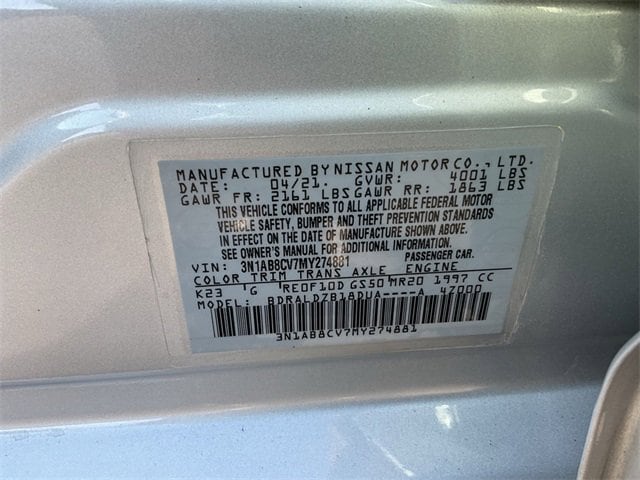 MANUFACTURED BY NISSAN MOTOR CO., LTD.
DATE: 04/21. GVWR: 4001 LBS
GAWR FR: 2161 LBS GAWR RR: 1863 LBS
THIS VEHICLE CONFORMS TO ALL APPLICABLE FEDERAL MOTOR
VEHICLE SAFETY, BUMPER AND THEFT PREVENTION STANDARDS
IN EFFECT ON THE DATE OF MANUFACTURE SHOWN ABOVE.
SEE OWNER'S MANUAL FOR ADDITIONAL INFORMATION.
VIN: 3N1AB8CV7MY274881 PASSENGER CAR.
COLOR TRIM TRANS AXLE ENGINE
K23 G RE0F10D GS50 MR20 1997 CC
MODEL: BDRALDZB18DUA----A 4Z000
3N1AB8CV7MY274881